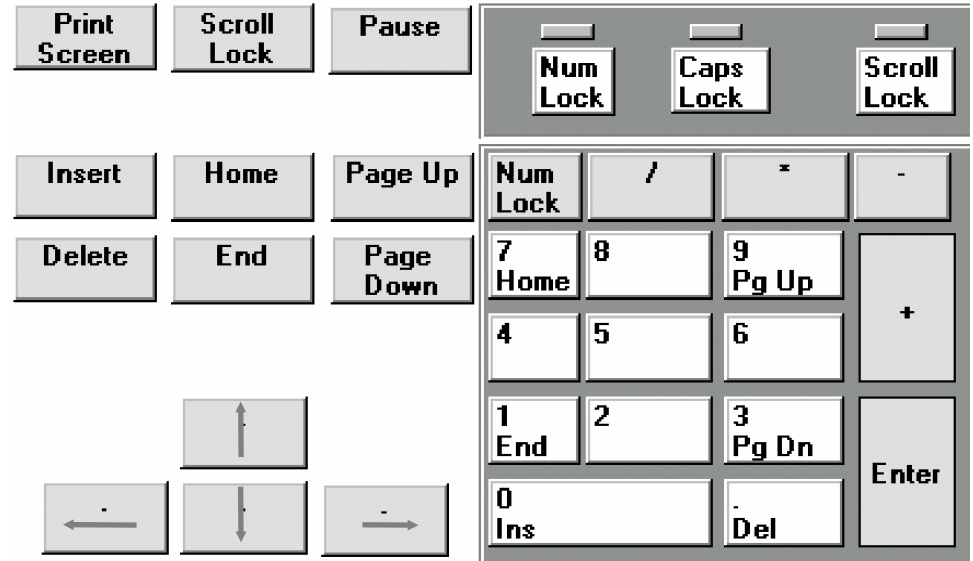 Print
Screen
Scroll
Lock
Pause
Num
Lock
Caps
Lock
Scroll
Lock
Insert
Home
Page Up
Num
Lock
/
*
-
Delete
End
Page
Down
7
Home
8
9
Pg Up
+
4
5
6
1
End
2
3
Pg Dn
Enter
0
Ins
.
Del